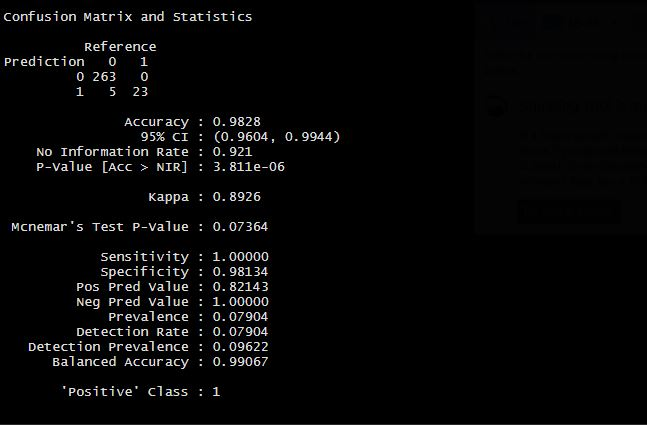 Confusion Matrix and Statistics
Reference
Prediction 0 1
0 263 0
1 5 23
Accuracy : 0.9828
95% CI : (0.9604, 0.9944)
No Information Rate : 0.921
P-Value [Acc > NIR] : 3.811e-06
Kappa : 0.8926
Mcnemar's Test P-Value : 0.07364
Sensitivity : 1.00000
Specificity : 0.98134
Pos Pred Value : 0.82143
Neg Pred Value : 1.00000
Prevalence : 0.07904
Detection Rate : 0.07904
Detection Prevalence : 0.09622
Balanced Accuracy : 0.99067
'Positive' Class : 1